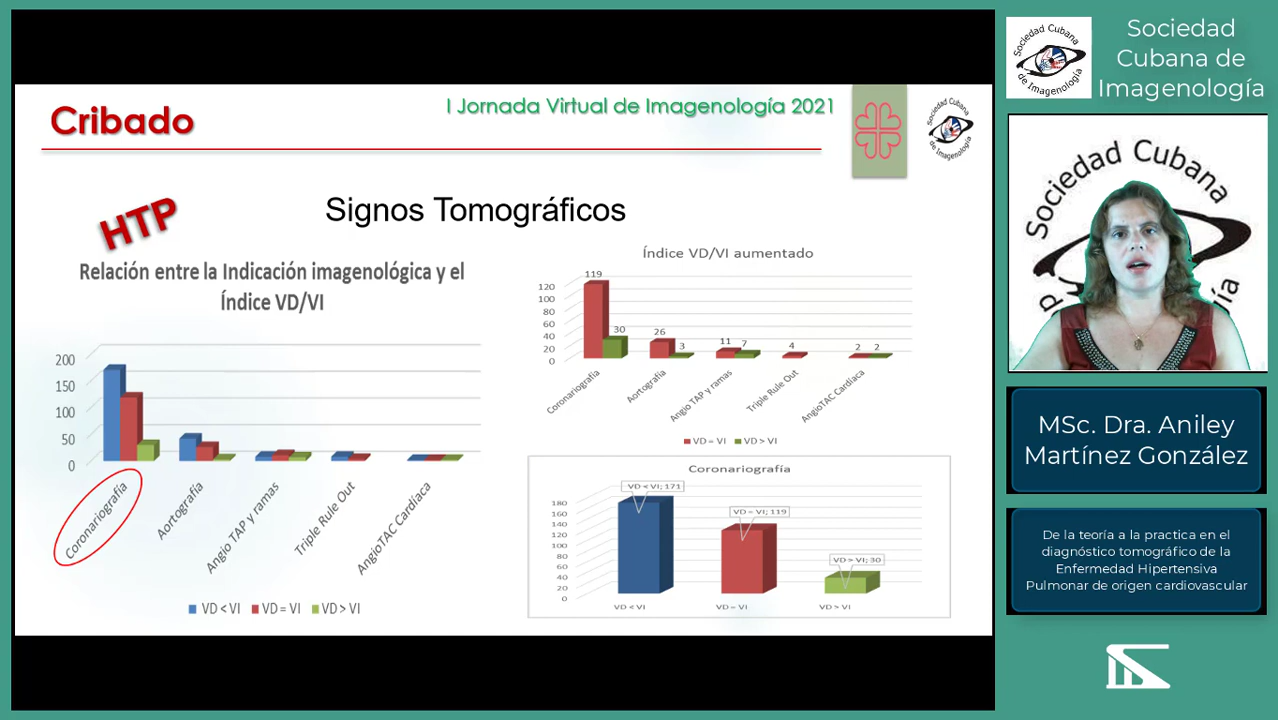 Cribado
I Jornada Virtual de Imagenología 2021
Sociedad Cubana
de Imagenología
HTP
Signos Tomográficos
Relación entre la Indicación imagenológica y el
Índice VD/VI
200
150
100
50
0
Coronariografía
Aortografía
Angio TAP y ramas
Triple Rule Out
AngioTAC Cardíaca
VD < VI
VD = VI
VD > VI
Índice VD/VI aumentado
120
100
80
60
40
20
0
119
30
26
3
11
7
4
2
2
Coronariografía
Aortografía
Angio TAP y ramas
Triple Rule Out
AngioTAC Cardíaca
VD = VI
VD > VI
Coronariografía
180
160
140
120
100
80
60
40
20
0
VD < VI; 171
VD = VI; 119
VD > VI; 30
VD < VI
VD = VI
VD > VI
Sociedad Cubana
de Imagenología
Sociedad
Cubana de
Imagenología
Sociedad Cubana
MSc. Dra. Aniley
Martínez González
De la teoría a la practica en el
diagnóstico tomográfico de la
Enfermedad Hipertensiva
Pulmonar de origen cardiovascular